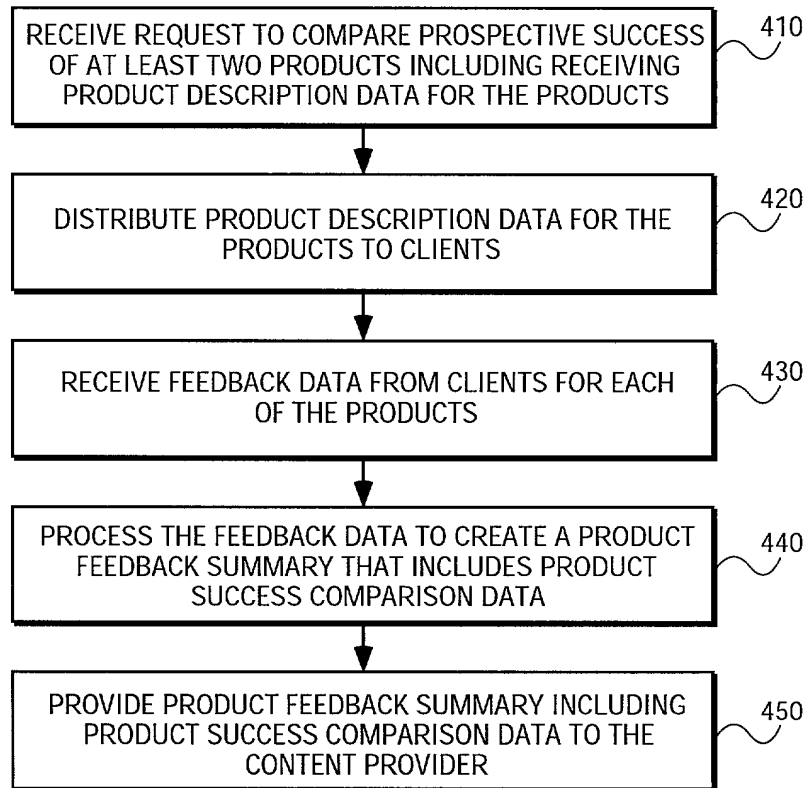 RECEIVE REQUEST TO COMPARE PROSPECTIVE SUCCESS
OF AT LEAST TWO PRODUCTS INCLUDING RECEIVING
PRODUCT DESCRIPTION DATA FOR THE PRODUCTS
410
DISTRIBUTE PRODUCT DESCRIPTION DATA FOR THE
PRODUCTS TO CLIENTS
420
RECEIVE FEEDBACK DATA FROM CLIENTS FOR EACH
OF THE PRODUCTS
430
PROCESS THE FEEDBACK DATA TO CREATE A PRODUCT
FEEDBACK SUMMARY THAT INCLUDES PRODUCT
SUCCESS COMPARISON DATA
440
PROVIDE PRODUCT FEEDBACK SUMMARY INCLUDING
PRODUCT SUCCESS COMPARISON DATA TO THE
CONTENT PROVIDER
450